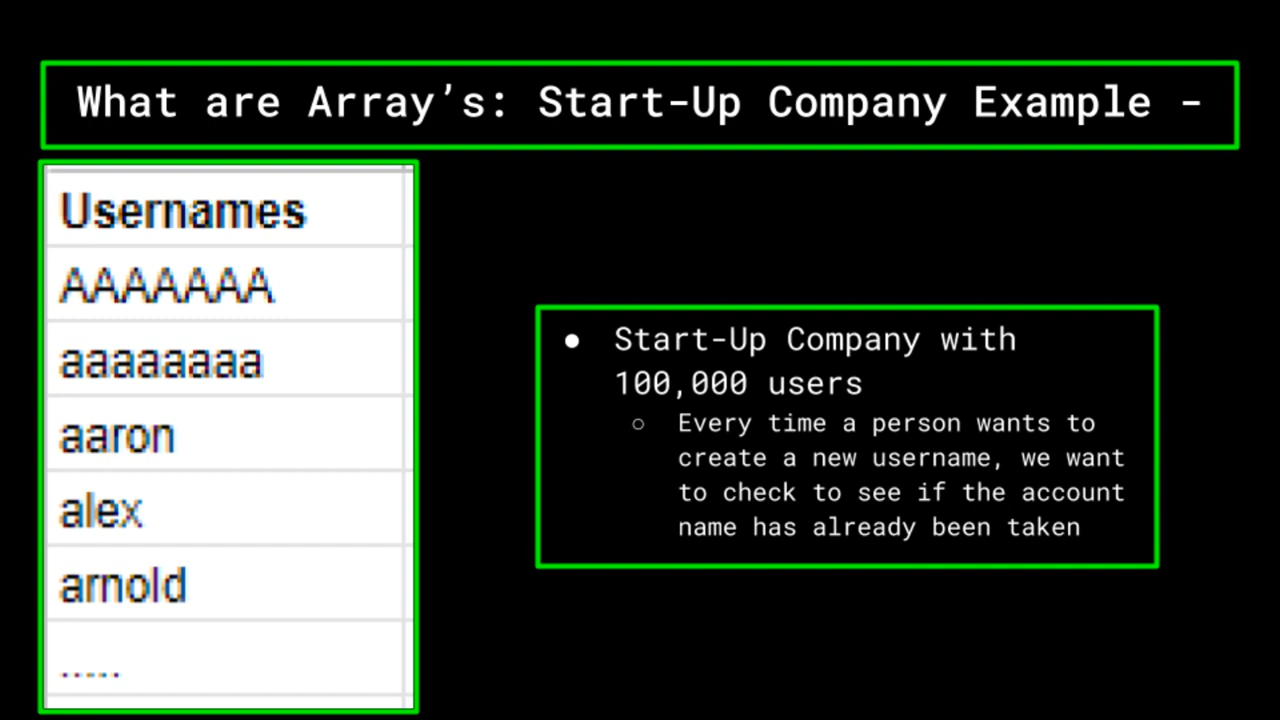 What are Array’s: Start-Up Company Example -
Usernames
AAAAAAA
aaaaaaaa
aaron
alex
arnold
.....
● Start-Up Company with
100,000 users
○ Every time a person wants to
create a new username, we want
to check to see if the account
name has already been taken